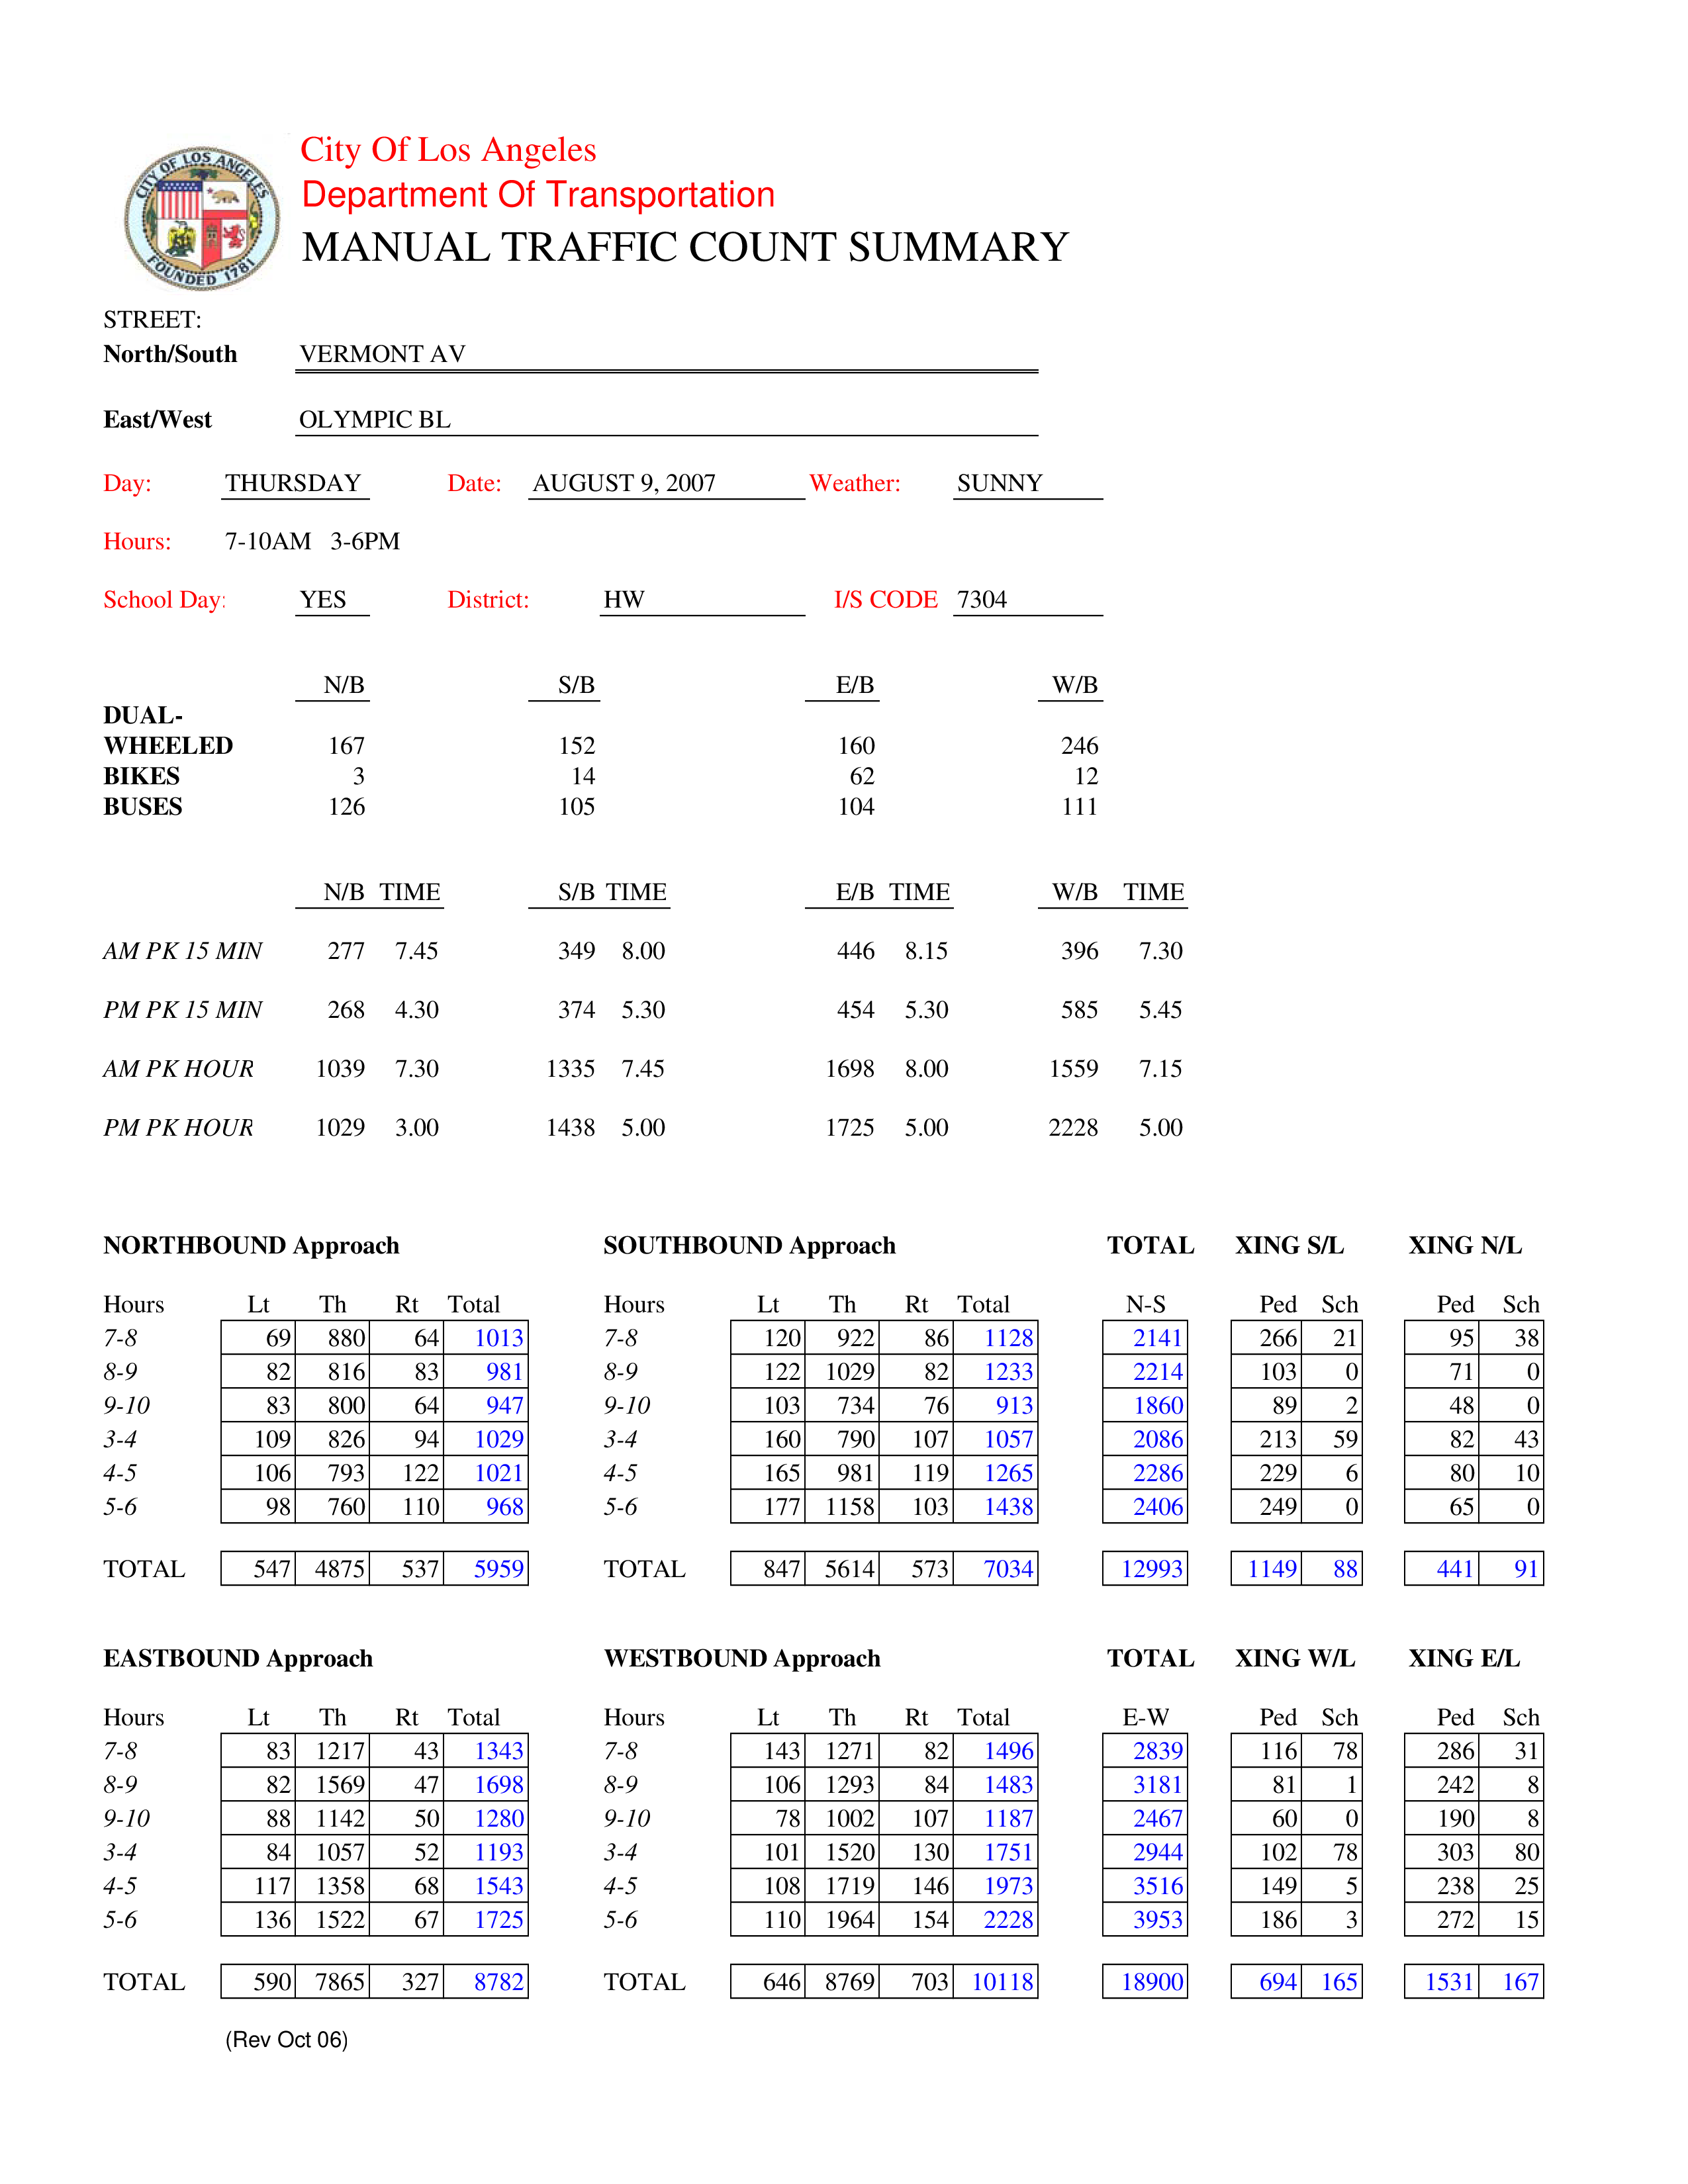 CITY OF LOS ANGELES
FOUNDED 1781
City Of Los Angeles
Department Of Transportation
MANUAL TRAFFIC COUNT SUMMARY
STREET:
North/South VERMONT AV
East/West OLYMPIC BL
Day: THURSDAY Date: AUGUST 9, 2007 Weather: SUNNY
Hours: 7-10AM 3-6PM
School Day: YES District: HW I/S CODE 7304
N/B S/B E/B W/B
DUAL-
WHEELED 167 152 160 246
BIKES 3 14 62 12
BUSES 126 105 104 111
N/B TIME S/B TIME E/B TIME W/B TIME
AM PK 15 MIN 277 7.45 349 8.00 446 8.15 396 7.30
PM PK 15 MIN 268 4.30 374 5.30 454 5.30 585 5.45
AM PK HOUR 1039 7.30 1335 7.45 1698 8.00 1559 7.15
PM PK HOUR 1029 3.00 1438 5.00 1725 5.00 2228 5.00
NORTHBOUND Approach SOUTHBOUND Approach TOTAL XING S/L XING N/L
Hours Lt Th Rt Total Hours Lt Th Rt Total N-S Ped Sch Ped Sch
7-8 69 880 64 1013 7-8 120 922 86 1128 2141 266 21 95 38
8-9 82 816 83 981 8-9 122 1029 82 1233 2214 103 0 71 0
9-10 83 800 64 947 9-10 103 734 76 913 1860 89 2 48 0
3-4 109 826 94 1029 3-4 160 790 107 1057 2086 213 59 82 43
4-5 106 793 122 1021 4-5 165 981 119 1265 2286 229 6 80 10
5-6 98 760 110 968 5-6 177 1158 103 1438 2406 249 0 65 0
TOTAL 547 4875 537 5959 TOTAL 847 5614 573 7034 12993 1149 88 441 91
EASTBOUND Approach WESTBOUND Approach TOTAL XING W/L XING E/L
Hours Lt Th Rt Total Hours Lt Th Rt Total E-W Ped Sch Ped Sch
7-8 83 1217 43 1343 7-8 143 1271 82 1496 2839 116 78 286 31
8-9 82 1569 47 1698 8-9 106 1293 84 1483 3181 81 1 242 8
9-10 88 1142 50 1280 9-10 78 1002 107 1187 2467 60 0 190 8
3-4 84 1057 52 1193 3-4 101 1520 130 1751 2944 102 78 303 80
4-5 117 1358 68 1543 4-5 108 1719 146 1973 3516 149 5 238 25
5-6 136 1522 67 1725 5-6 110 1964 154 2228 3953 186 3 272 15
TOTAL 590 7865 327 8782 TOTAL 646 8769 703 10118 18900 694 165 1531 167
(Rev Oct 06)